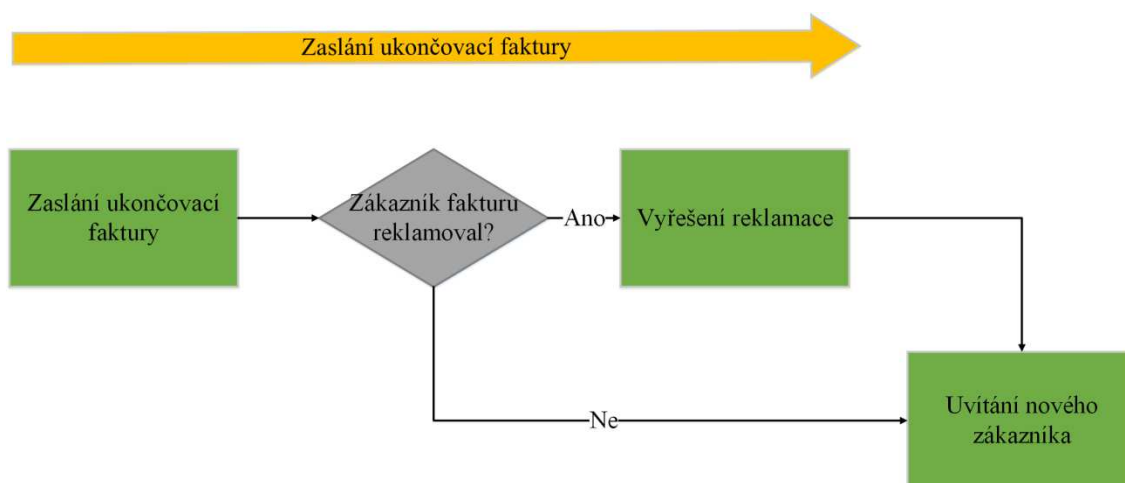 Zaslání ukončovací faktury
Zaslání ukončovací
faktury
Zákazník fakturu
reklamoval?
Ano
Vyřešení reklamace
Ne
Uvítání nového
zákazníka